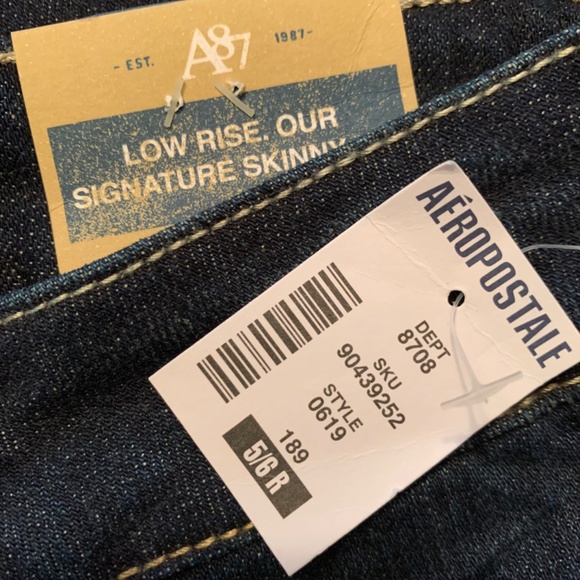 - EST. A87 1987-
LOW RISE. OUR
SIGNATURE SKINNY
AÉROPOSTALE
DEPT
8708
SKU
90439252
STYLE
0619
189
5/6 R